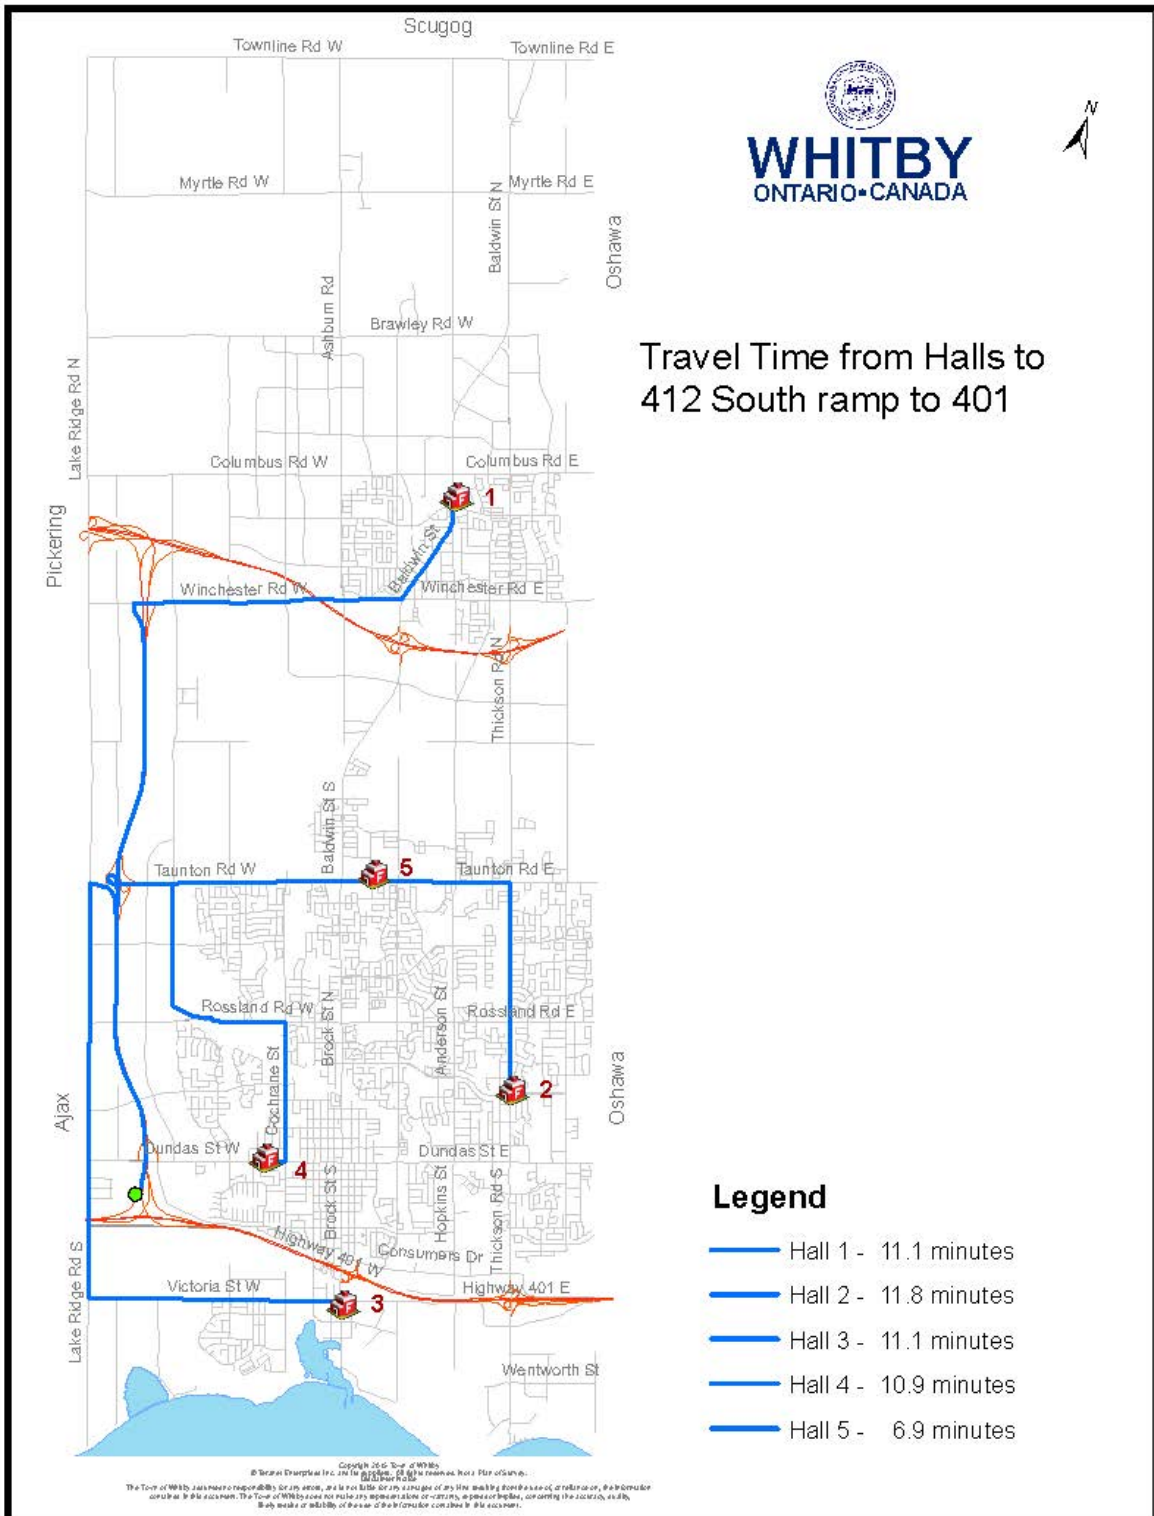 Scugog
Townline Rd W
Townline Rd E
WHITBY
ONTARIO•CANADA
N
Myrtle Rd W
Myrtle Rd E
Baldwin St N
Oshawa
Ashburn Rd
Brawley Rd W
Travel Time from Halls to
412 South ramp to 401
Lake Ridge Rd N
Columbus Rd W
Columbus Rd E
1
Pickering
Baldwin St
Winchester Rd W
Winchester Rd E
Thickson Rd N
Baldwin St S
Taunton Rd W
5
Taunton Rd E
Rossland Rd W
Brock St N
Anderson St
Rossland Rd E
Cochrane St
2
Oshawa
Ajax
Dundas St W
4
Dundas St E
Brock St S
Hopkins St
Thickson Rd S
Legend
Highway 401 W
Consumers Dr
Hall 1 - 11.1 minutes
Lake Ridge Rd S
Victoria St W
3
Highway 401 E
Hall 2 - 11.8 minutes
Hall 3 - 11.1 minutes
Wentworth St
Hall 4 - 10.9 minutes
Hall 5 - 6.9 minutes